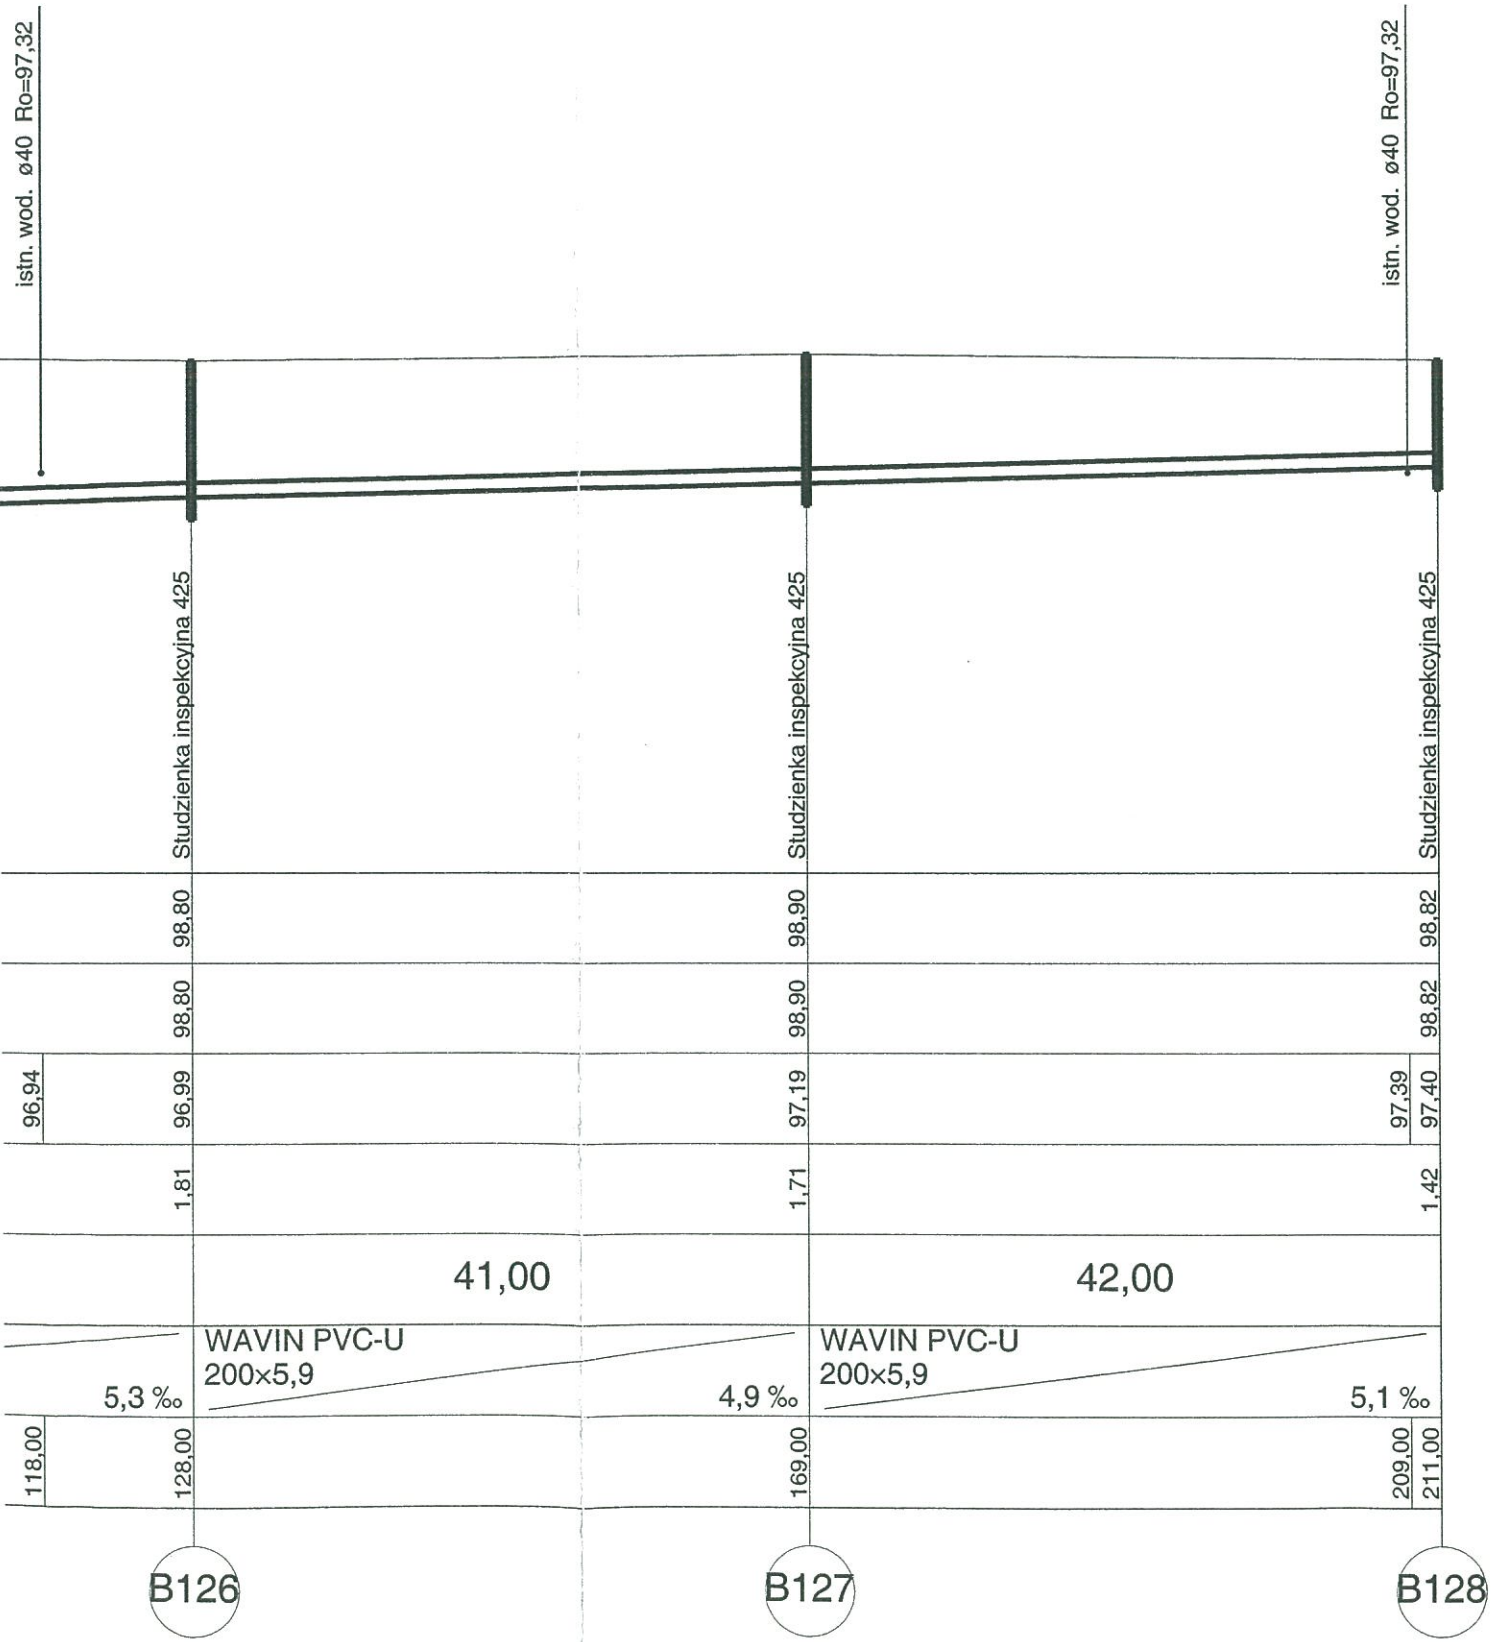 istn. wod. ø40 Ro=97,32
istn. wod. ø40 Ro=97,32
Studzienka inspekcyjna 425
Studzienka inspekcyjna 425
Studzienka inspekcyjna 425
98,80
98,90
98,82
98,80
98,90
98,82
96,94
96,99
97,19
97,39
97,40
1,81
1,71
1,42
41,00
42,00
WAVIN PVC-U
200×5,9
WAVIN PVC-U
200×5,9
5,3 ‰
4,9 ‰
5,1 ‰
118,00
128,00
169,00
209,00
211,00
B126
B127
B128